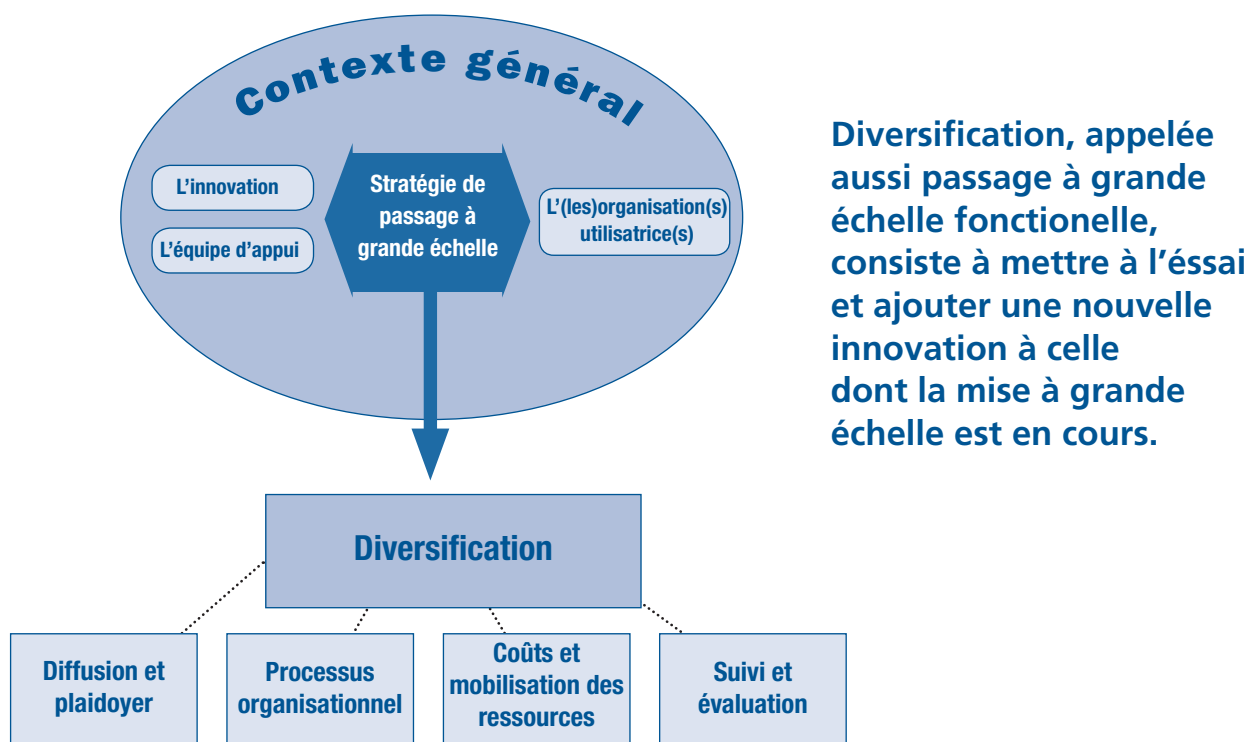 Contexte général
L'innovation
L'équipe d'appui
Stratégie de
passage à
grande échelle
L'(les)organisation(s)
utilisatrice(s)
Diversification, appelée
aussi passage à grande
échelle fonctionelle,
consiste à mettre à l'éssai
et ajouter une nouvelle
innovation à celle
dont la mise à grande
échelle est en cours.
Diversification
Diffusion et
plaidoyer
Processus
organisationnel
Coûts et
mobilisation des
ressources
Suivi et
évaluation